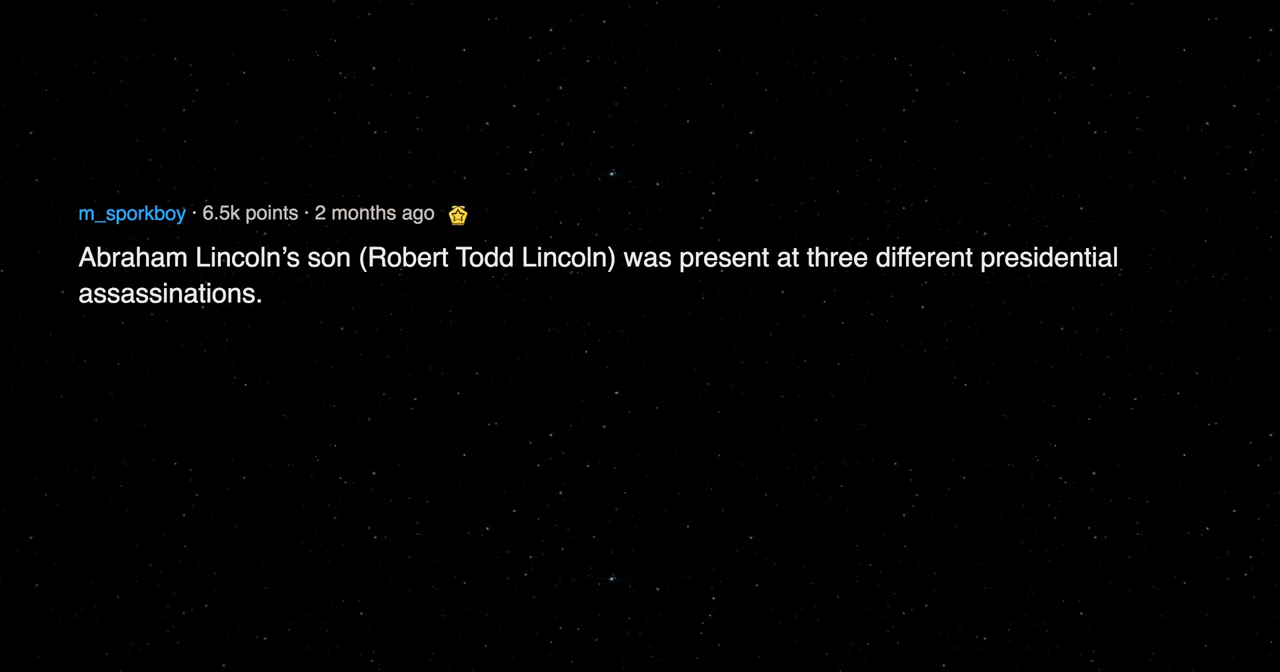 m_sporkboy · 6.5k points · 2 months ago
Abraham Lincoln’s son (Robert Todd Lincoln) was present at three different presidential
assassinations.